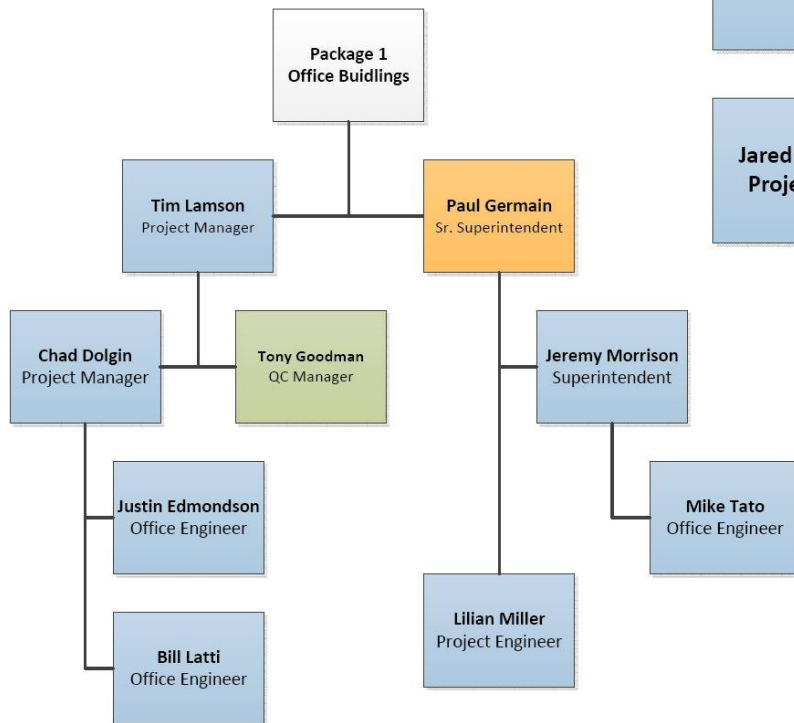 Package 1
Office Buidlings
Jared
Tim Lamson
Project Manager
Paul Germain
Sr. Superintendent
Chad Dolgin
Project Manager
Tony Goodman
QC Manager
Jeremy Morrison
Superintendent
Justin Edmondson
Office Engineer
Mike Tato
Office Engineer
Lilian Miller
Project Engineer
Bill Latti
Office Engineer